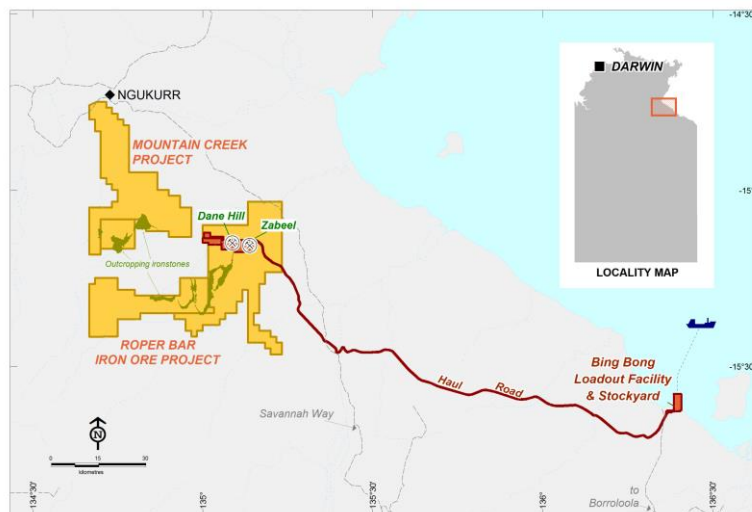 -14°30'
DARWIN
NGUKURR
MOUNTAIN CREEK
PROJECT
-15°
Dane Hill
Zabeel
Outcropping ironstones
LOCALITY MAP
ROPER BAR
IRON ORE PROJECT
Bing Bong
Loadout Facility
& Stockyard
-15°30'
Haul Road
Savannah Way
N
0 15 30
kilometres
to
Borroloola
-134°30'
-135°
-135°30'
-136°
-136°30'